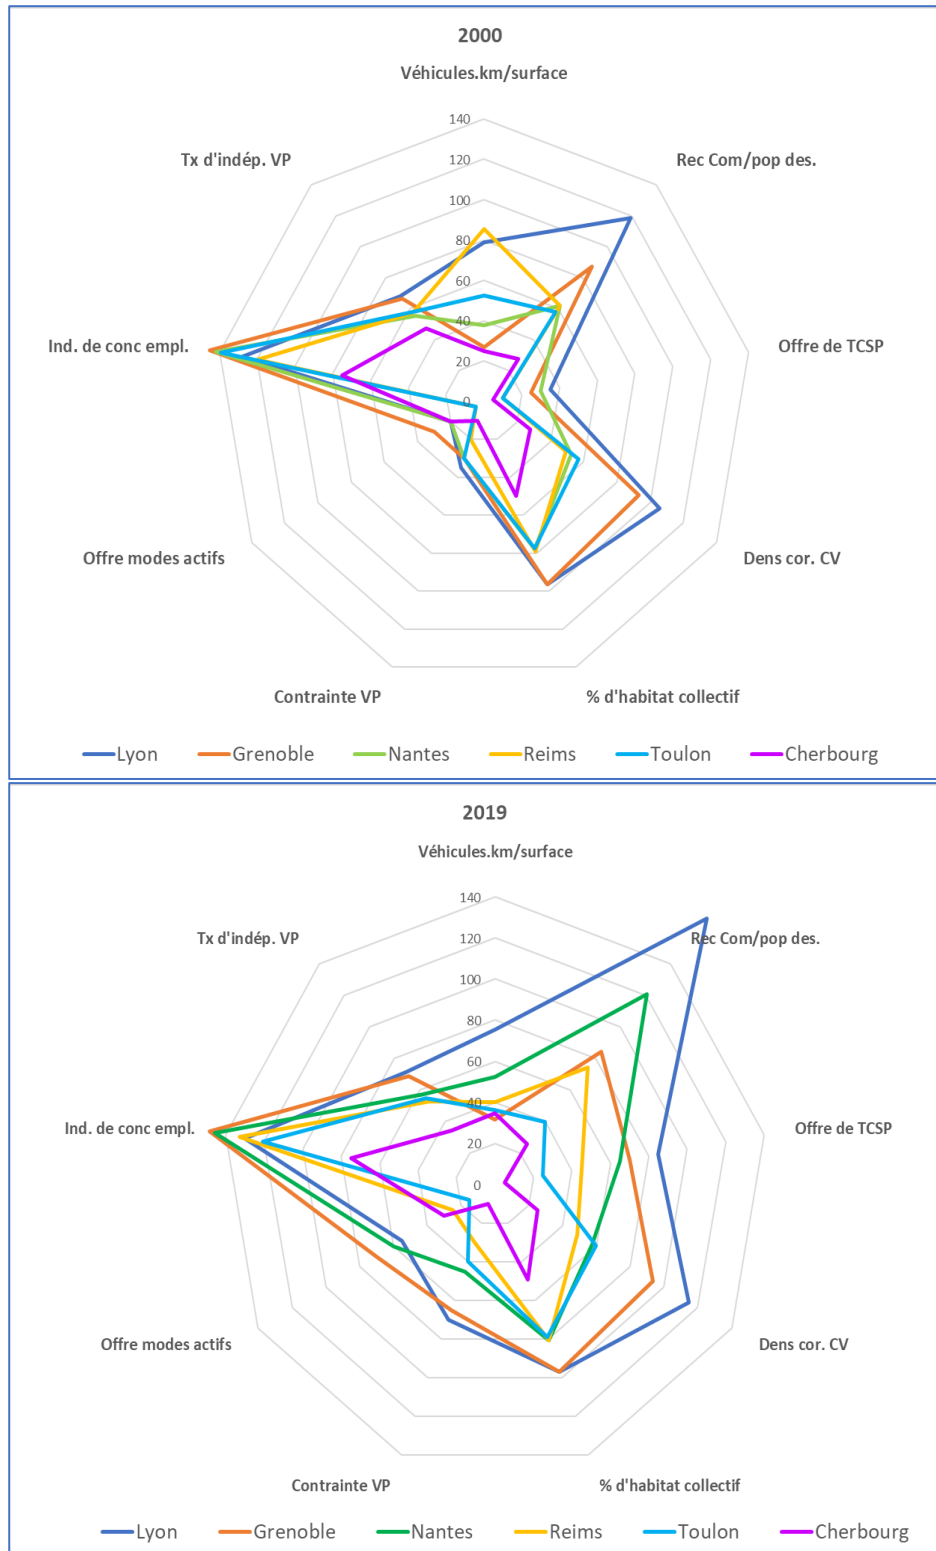 2000
Véhicules.km/surface
140
120
100
80
60
40
20
0
Rec Com/pop des.
Offre de TCSP
Dens cor. CV
% d'habitat collectif
Contrainte VP
Offre modes actifs
Ind. de conc empl.
Tx d'indép. VP
Lyon Grenoble Nantes Reims Toulon Cherbourg
2019
Véhicules.km/surface
140
120
100
80
60
40
20
0
Rec Com/pop des.
Offre de TCSP
Dens cor. CV
% d'habitat collectif
Contrainte VP
Offre modes actifs
Ind. de conc empl.
Tx d'indép. VP
Lyon Grenoble Nantes Reims Toulon Cherbourg